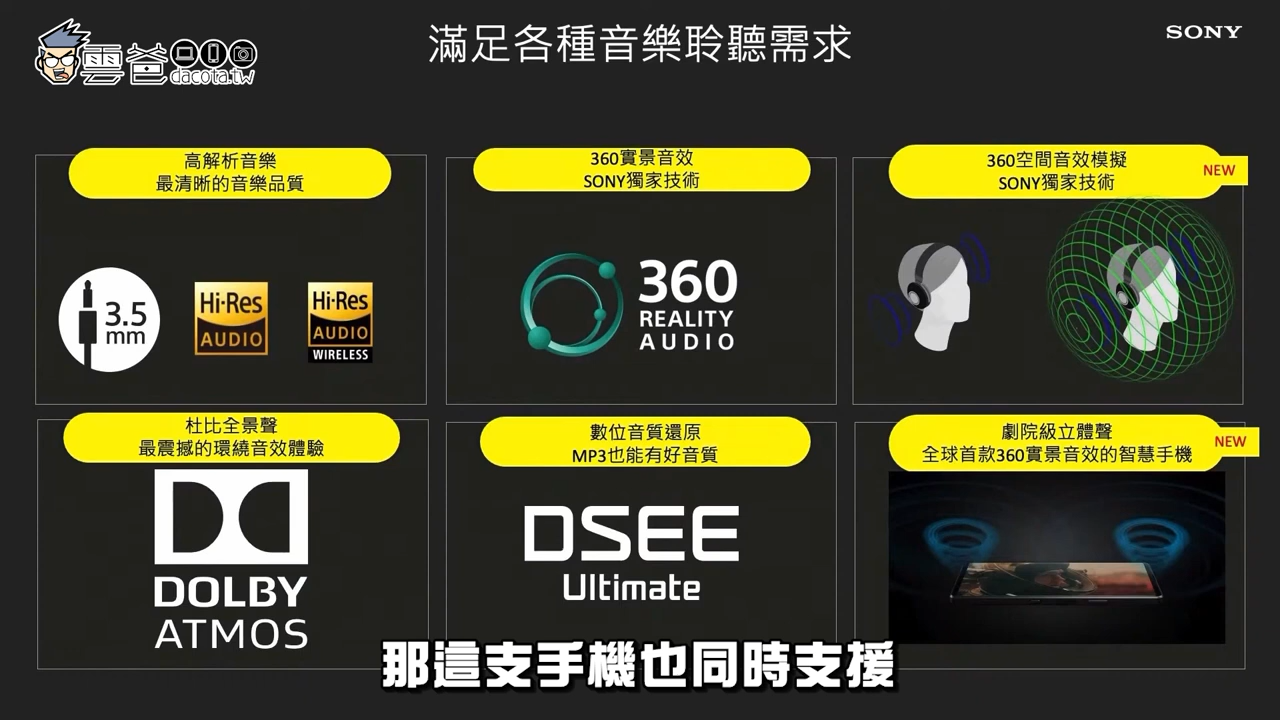 雲爸
dacota.tw
滿足各種音樂聆聽需求
SONY
高解析音樂
最清晰的音樂品質
3.5
mm
Hi-Res
AUDIO
Hi-Res
AUDIO
WIRELESS
360實景音效
SONY獨家技術
360
REALITY
AUDIO
360空間音效模擬
SONY獨家技術
NEW
杜比全景聲
最震撼的環繞音效體驗
DOLBY
ATMOS
數位音質還原
MP3也能有好音質
DSEE
Ultimate
劇院級立體聲
全球首款360實景音效的智慧手機
NEW
那這支手機也同時支援